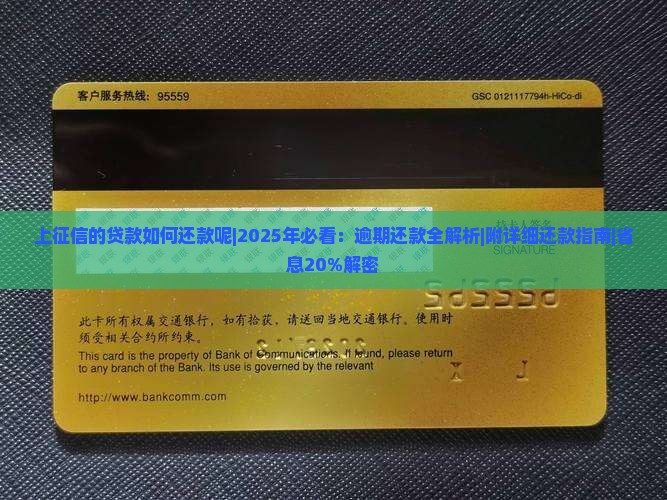 客户服务热线：95559
GSC 0121117794h-HiCo-di
上征信的贷款如何还款呢|2025年必看：逾期还款全解析|附详细还款指南|省
息20%解密
SIGNATURE
此卡所有权属交通银行，如有拾获，请送回当地交通银行。使用时
须受相关合约所约束。
This card is the property of Bank of Communications. If found, please return
to any branch of the Bank. Its use is governed by the relevant
http://www.bankcomm.com